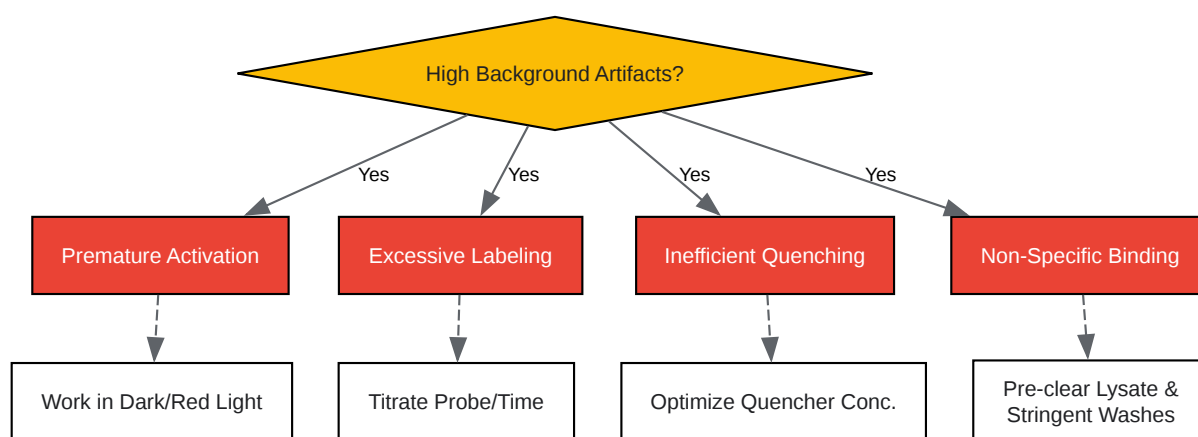 High Background Artifacts?
Yes
Yes
Yes
Yes
Premature Activation
Excessive Labeling
Inefficient Quenching
Non-Specific Binding
Work in Dark/Red Light
Titrate Probe/Time
Optimize Quencher Conc.
Pre-clear Lysate &
Stringent Washes